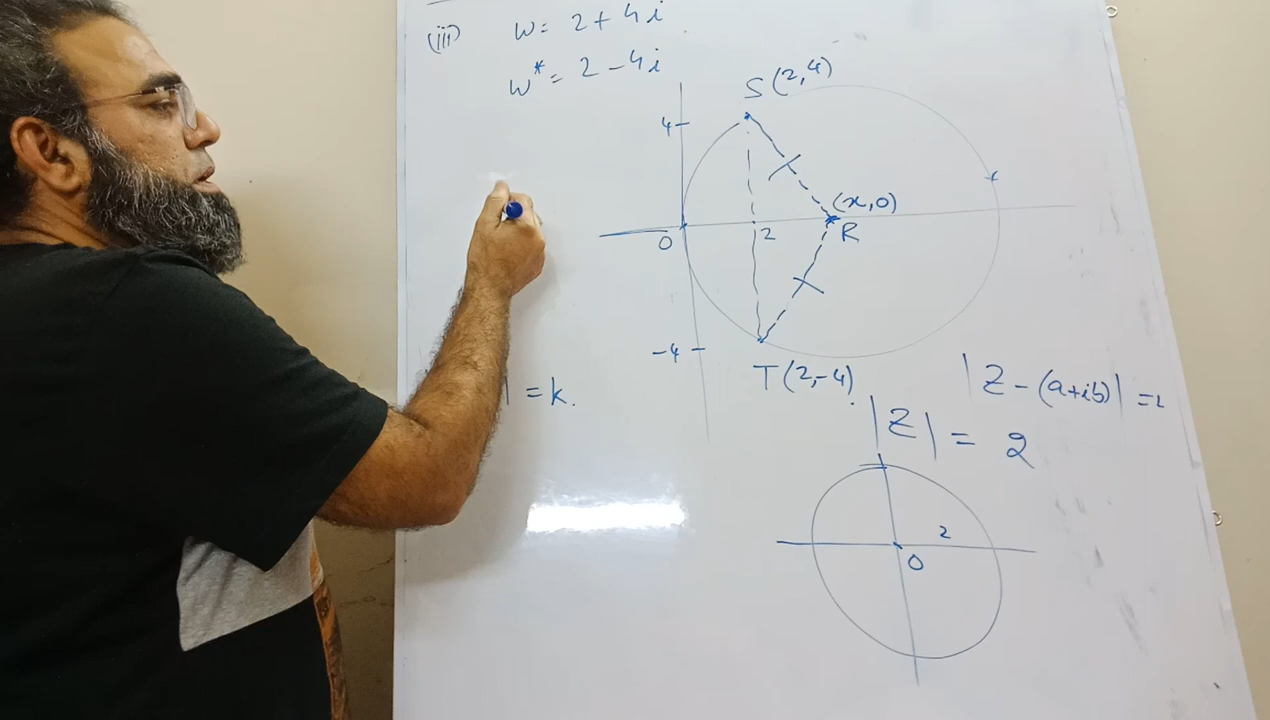 (iii) w = 2 + 4i
w* = 2 - 4i
S(2,4)
4
(x,0)
0 2 R
-4
T(2,-4)
|z - (a+ib)| =
| = k.
|z| = 2
2
0